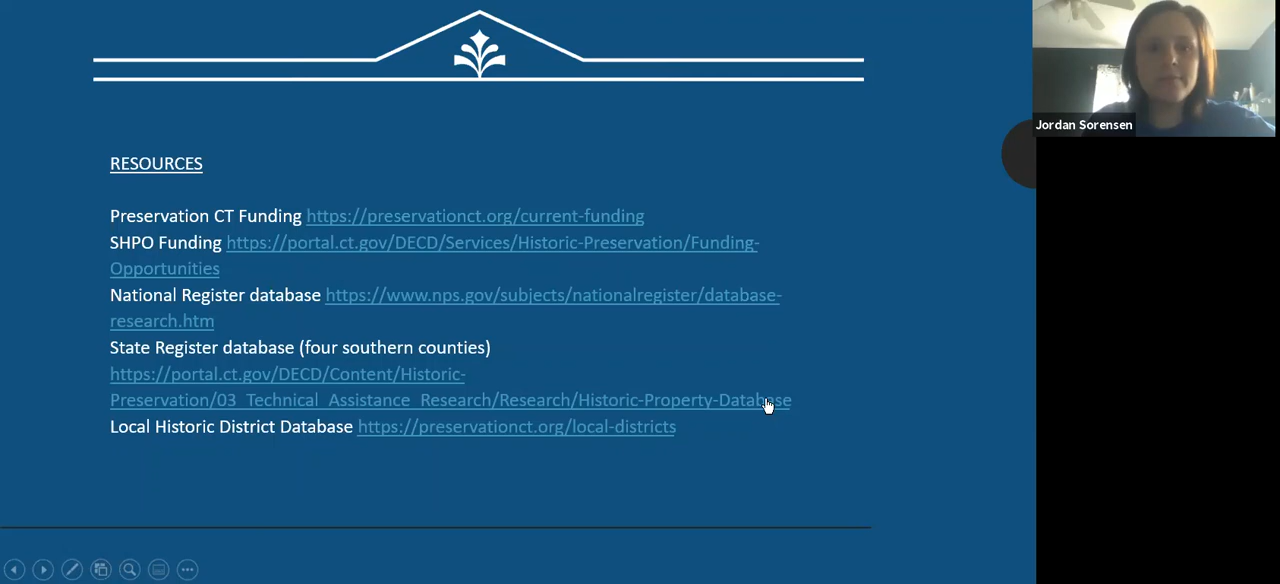 Jordan Sorensen
RESOURCES
Preservation CT Funding https://preservationct.org/current-funding
SHPO Funding https://portal.ct.gov/DECD/Services/Historic-Preservation/Funding-
Opportunities
National Register database https://www.nps.gov/subjects/nationalregister/database-
research.htm
State Register database (four southern counties)
https://portal.ct.gov/DECD/Content/Historic-
Preservation/03_Technical_Assistance_Research/Research/Historic-Property-Database
Local Historic District Database https://preservationct.org/local-districts